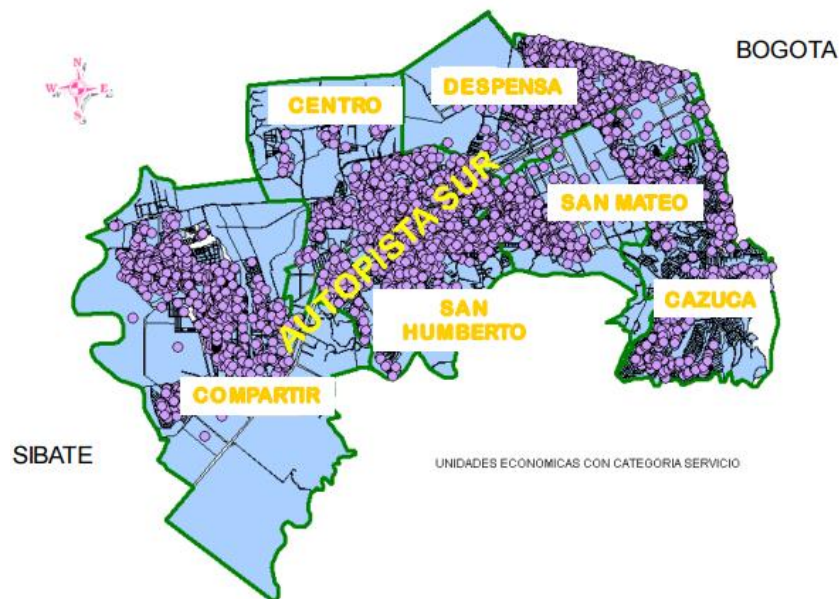 BOGOTA
N
W E
S
DESPENSA
CENTRO
AUTOPISTA SUR
SAN MATEO
CAZUCA
SAN
HUMBERTO
COMPARTIR
SIBATE
UNIDADES ECONOMICAS CON CATEGORIA SERVICIO